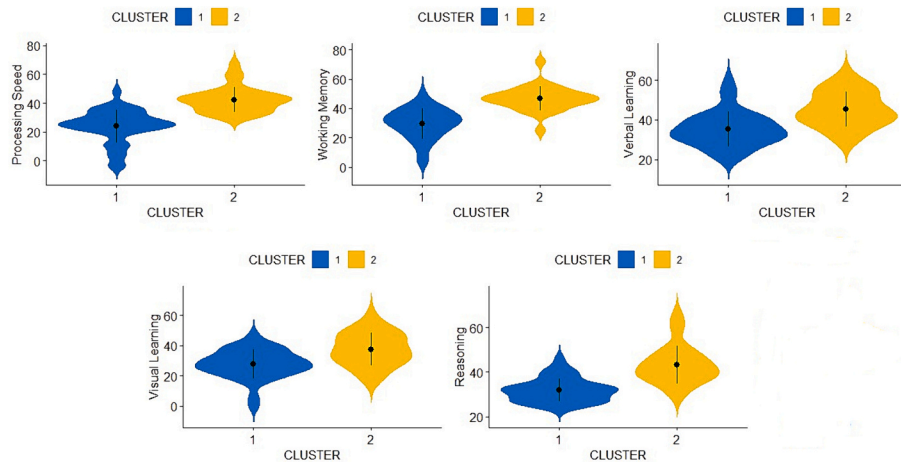 CLUSTER 1 2
Processing Speed
80
60
40
20
0
1 2
CLUSTER
CLUSTER 1 2
Working Memory
80
60
40
20
0
1 2
CLUSTER
CLUSTER 1 2
Verbal Learning
60
40
20
1 2
CLUSTER
CLUSTER 1 2
Visual Learning
60
40
20
0
1 2
CLUSTER
CLUSTER 1 2
Reasoning
60
40
20
1 2
CLUSTER